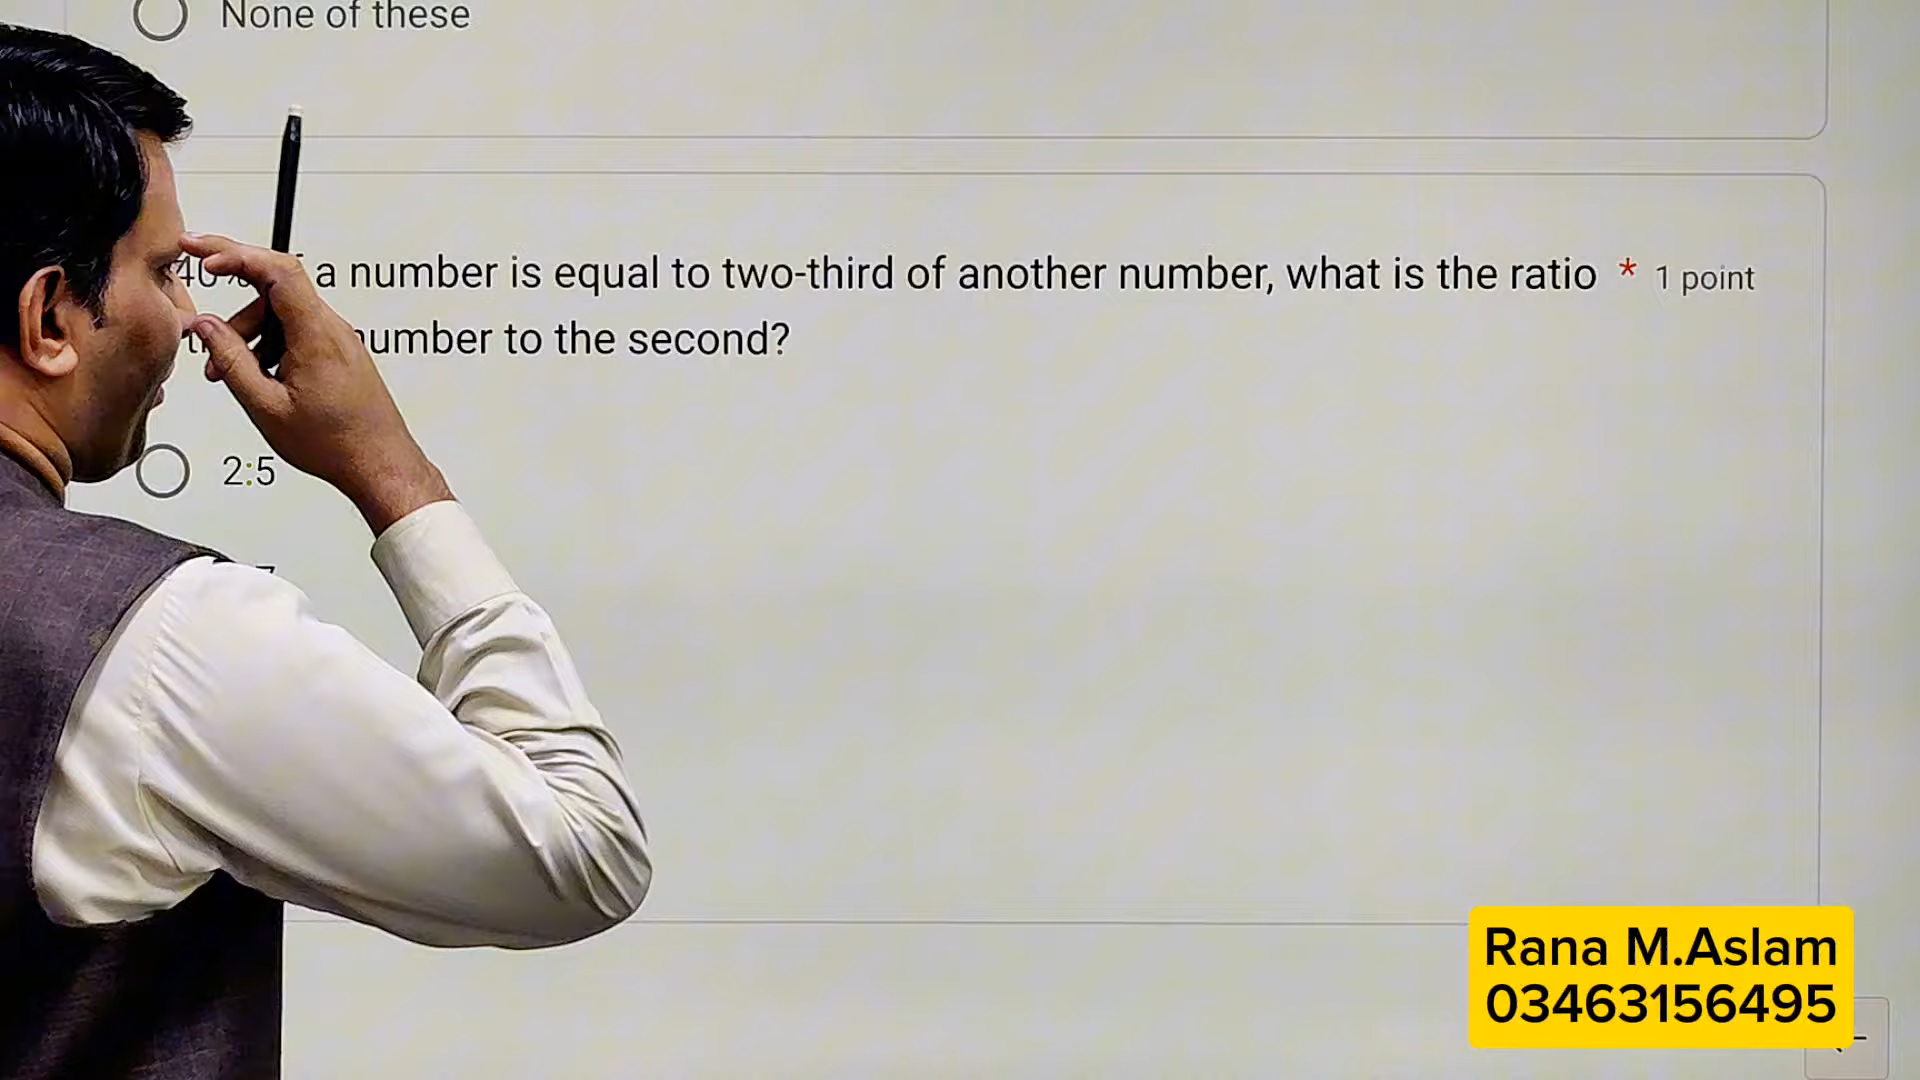 None of these
a number is equal to two-third of another number, what is the ratio * 1 point
number to the second?
2:5
Rana M.Aslam
03463156495